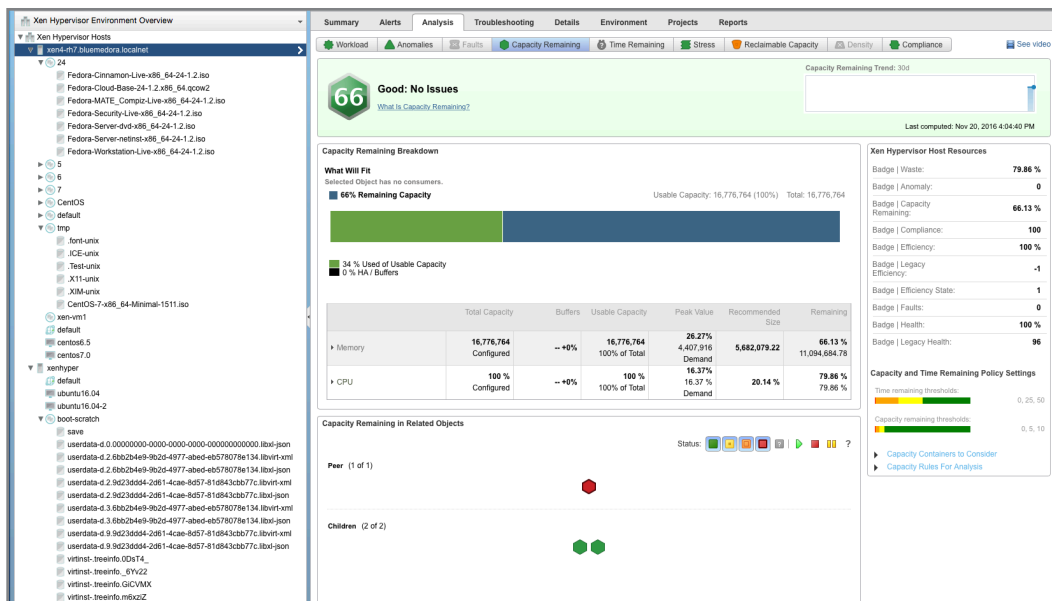 Xen Hypervisor Environment Overview
Xen Hypervisor Hosts
xen4-rh7.bluemedora.localnet
24
Fedora-Cinnamon-Live-x86_64-24-1.2.iso
Fedora-Cloud-Base-24-1.2.x86_64.qcow2
Fedora-MATE_Compiz-Live-x86_64-24-1.2.iso
Fedora-Security-Live-x86_64-24-1.2.iso
Fedora-Server-dvd-x86_64-24-1.2.iso
Fedora-Server-netinst-x86_64-24-1.2.iso
Fedora-Workstation-Live-x86_64-24-1.2.iso
5
6
7
CentOS
default
tmp
.font-unix
.ICE-unix
.Test-unix
.X11-unix
.XIM-unix
CentOS-7-x86_64-Minimal-1511.iso
xen-vm1
default
centos6.5
centos7.0
xenhyper
default
ubuntu16.04
ubuntu16.04-2
boot-scratch
save
userdata-d.0.00000000-0000-0000-0000-000000000000.libxl-json
userdata-d.2.6bb2b4e9-9b2d-4977-abed-eb578078e134.libvirt-xml
userdata-d.2.6bb2b4e9-9b2d-4977-abed-eb578078e134.libxl-json
userdata-d.2.9d23ddd4-2d61-4cae-8d57-81d843cbb77c.libvirt-xml
userdata-d.2.9d23ddd4-2d61-4cae-8d57-81d843cbb77c.libxl-json
userdata-d.3.6bb2b4e9-9b2d-4977-abed-eb578078e134.libvirt-xml
userdata-d.3.6bb2b4e9-9b2d-4977-abed-eb578078e134.libxl-json
userdata-d.9.9d23ddd4-2d61-4cae-8d57-81d843cbb77c.libvirt-xml
userdata-d.9.9d23ddd4-2d61-4cae-8d57-81d843cbb77c.libxl-json
virtinst-.treeinfo.0DsT4_
virtinst-.treeinfo._6Yv22
virtinst-.treeinfo.GiCVMX
virtinst-.treeinfo.m6xziZ
Summary Alerts Analysis Troubleshooting Details Environment Projects Reports
Workload Anomalies Faults Capacity Remaining Time Remaining Stress Reclaimable Capacity Density Compliance See video
66
Good: No Issues
What Is Capacity Remaining?
Capacity Remaining Trend: 30d
Last computed: Nov 20, 2016 4:04:40 PM
Capacity Remaining Breakdown
What Will Fit
Selected Object has no consumers.
66% Remaining Capacity Usable Capacity: 16,776,764 (100%) Total: 16,776,764
34 % Used of Usable Capacity
0 % HA / Buffers
Total Capacity Buffers Usable Capacity Peak Value Recommended Size Remaining
Memory 16,776,764 Configured -- +0% 16,776,764 100% of Total 26.27% 4,407,916 Demand 5,682,079.22 66.13 % 11,094,684.78
CPU 100 % Configured -- +0% 100 % 100% of Total 16.37% 16.37 % Demand 20.14 % 79.86 % 79.86 %
Capacity Remaining in Related Objects
Status: ?
Peer (1 of 1)
Children (2 of 2)
Xen Hypervisor Host Resources
Badge | Waste: 79.86 %
Badge | Anomaly: 0
Badge | Capacity Remaining: 66.13 %
Badge | Compliance: 100
Badge | Efficiency: 100 %
Badge | Legacy Efficiency: -1
Badge | Efficiency State: 1
Badge | Faults: 0
Badge | Health: 100 %
Badge | Legacy Health: 96
Capacity and Time Remaining Policy Settings
Time remaining thresholds:
0, 25, 50
Capacity remaining thresholds:
0, 5, 10
Capacity Containers to Consider
Capacity Rules For Analysis